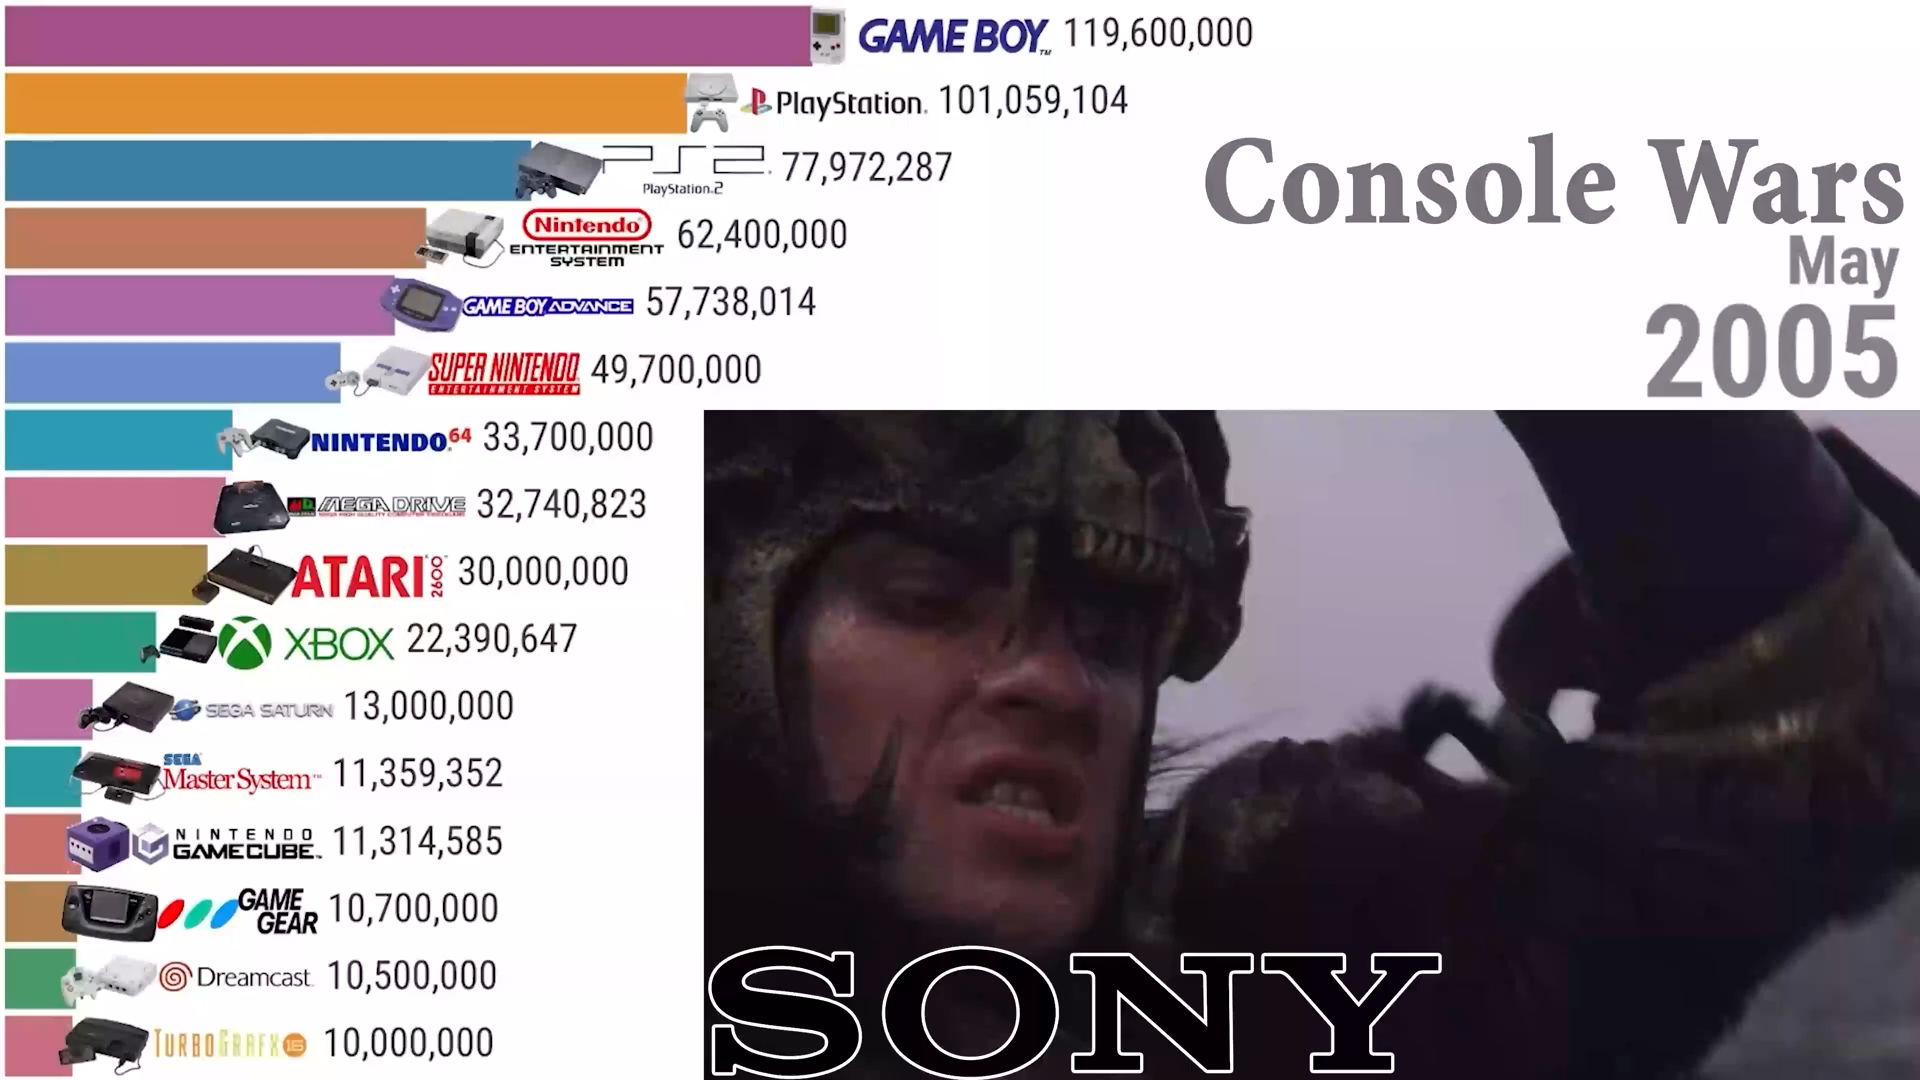 GAME BOY™ 119,600,000
PlayStation. 101,059,104
PS2
PlayStation.2
77,972,287
Console Wars
May
2005
Nintendo®
ENTERTAINMENT
SYSTEM
62,400,000
GAME BOY ADVANCE 57,738,014
SUPER NINTENDO
ENTERTAINMENT SYSTEM
49,700,000
NINTENDO64 33,700,000
MEGA DRIVE 32,740,823
ATARI 2600 30,000,000
XBOX 22,390,647
SEGA SATURN 13,000,000
SEGA
Master System™ 11,359,352
NINTENDO
GAMECUBE™ 11,314,585
GAME
GEAR
10,700,000
Dreamcast 10,500,000
TURBOGRAFX 16 10,000,000
SONY